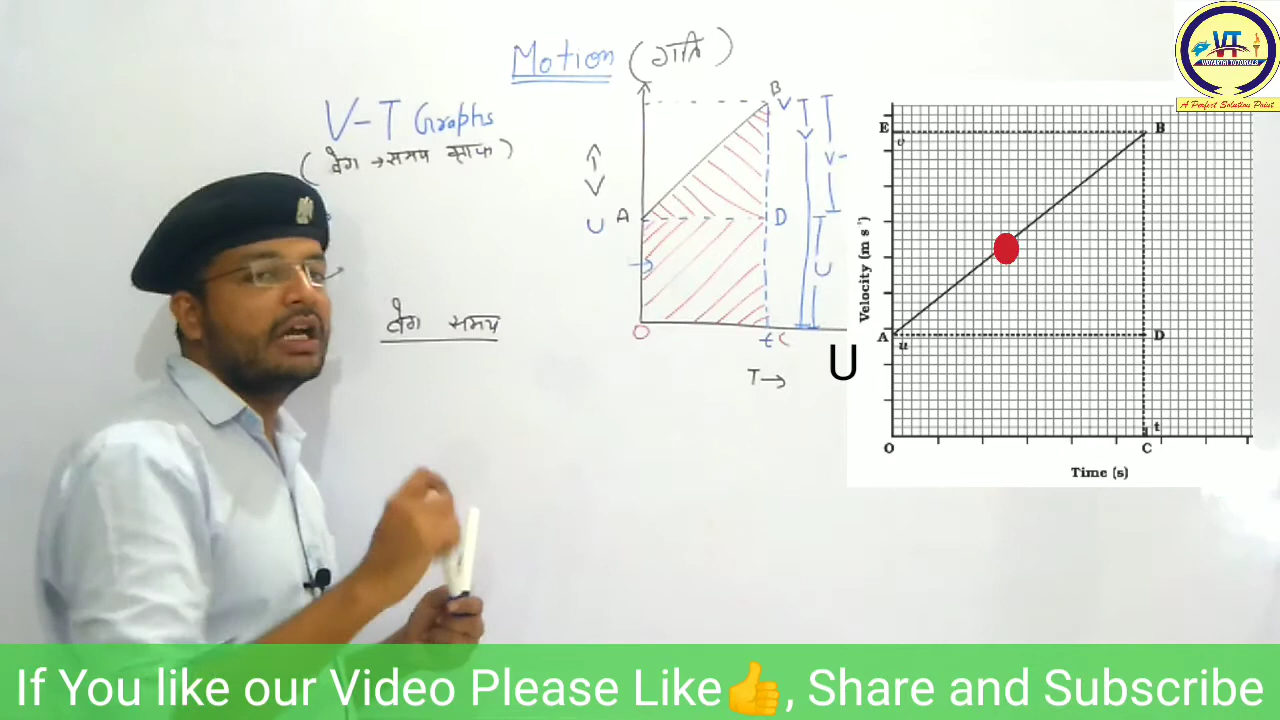 Motion (गति)
V-T Graphs
(वेग → समय ग्राफ)
वेग समय
B
V
V
V-
↑
V
U
A
D
U
O
t C
T→
U
VT
VIDYARTHI TUTORIALS
A Perfect Solution Point
E
B
Velocity (m s
A
u
D
t
O
C
Time (s)
If You like our Video Please Like👍, Share and Subscribe